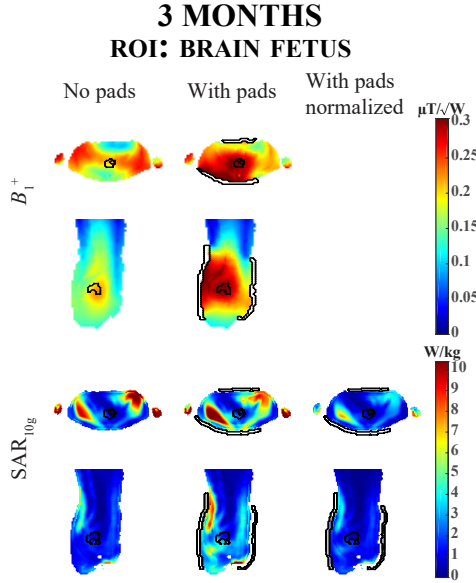 3 MONTHS
ROI: BRAIN FETUS
No pads
With pads
With pads
normalized
µT/√W
B1+
0.3
0.25
0.2
0.15
0.1
0.05
0
W/kg
SAR10g
10
9
8
7
6
5
4
3
2
1
0